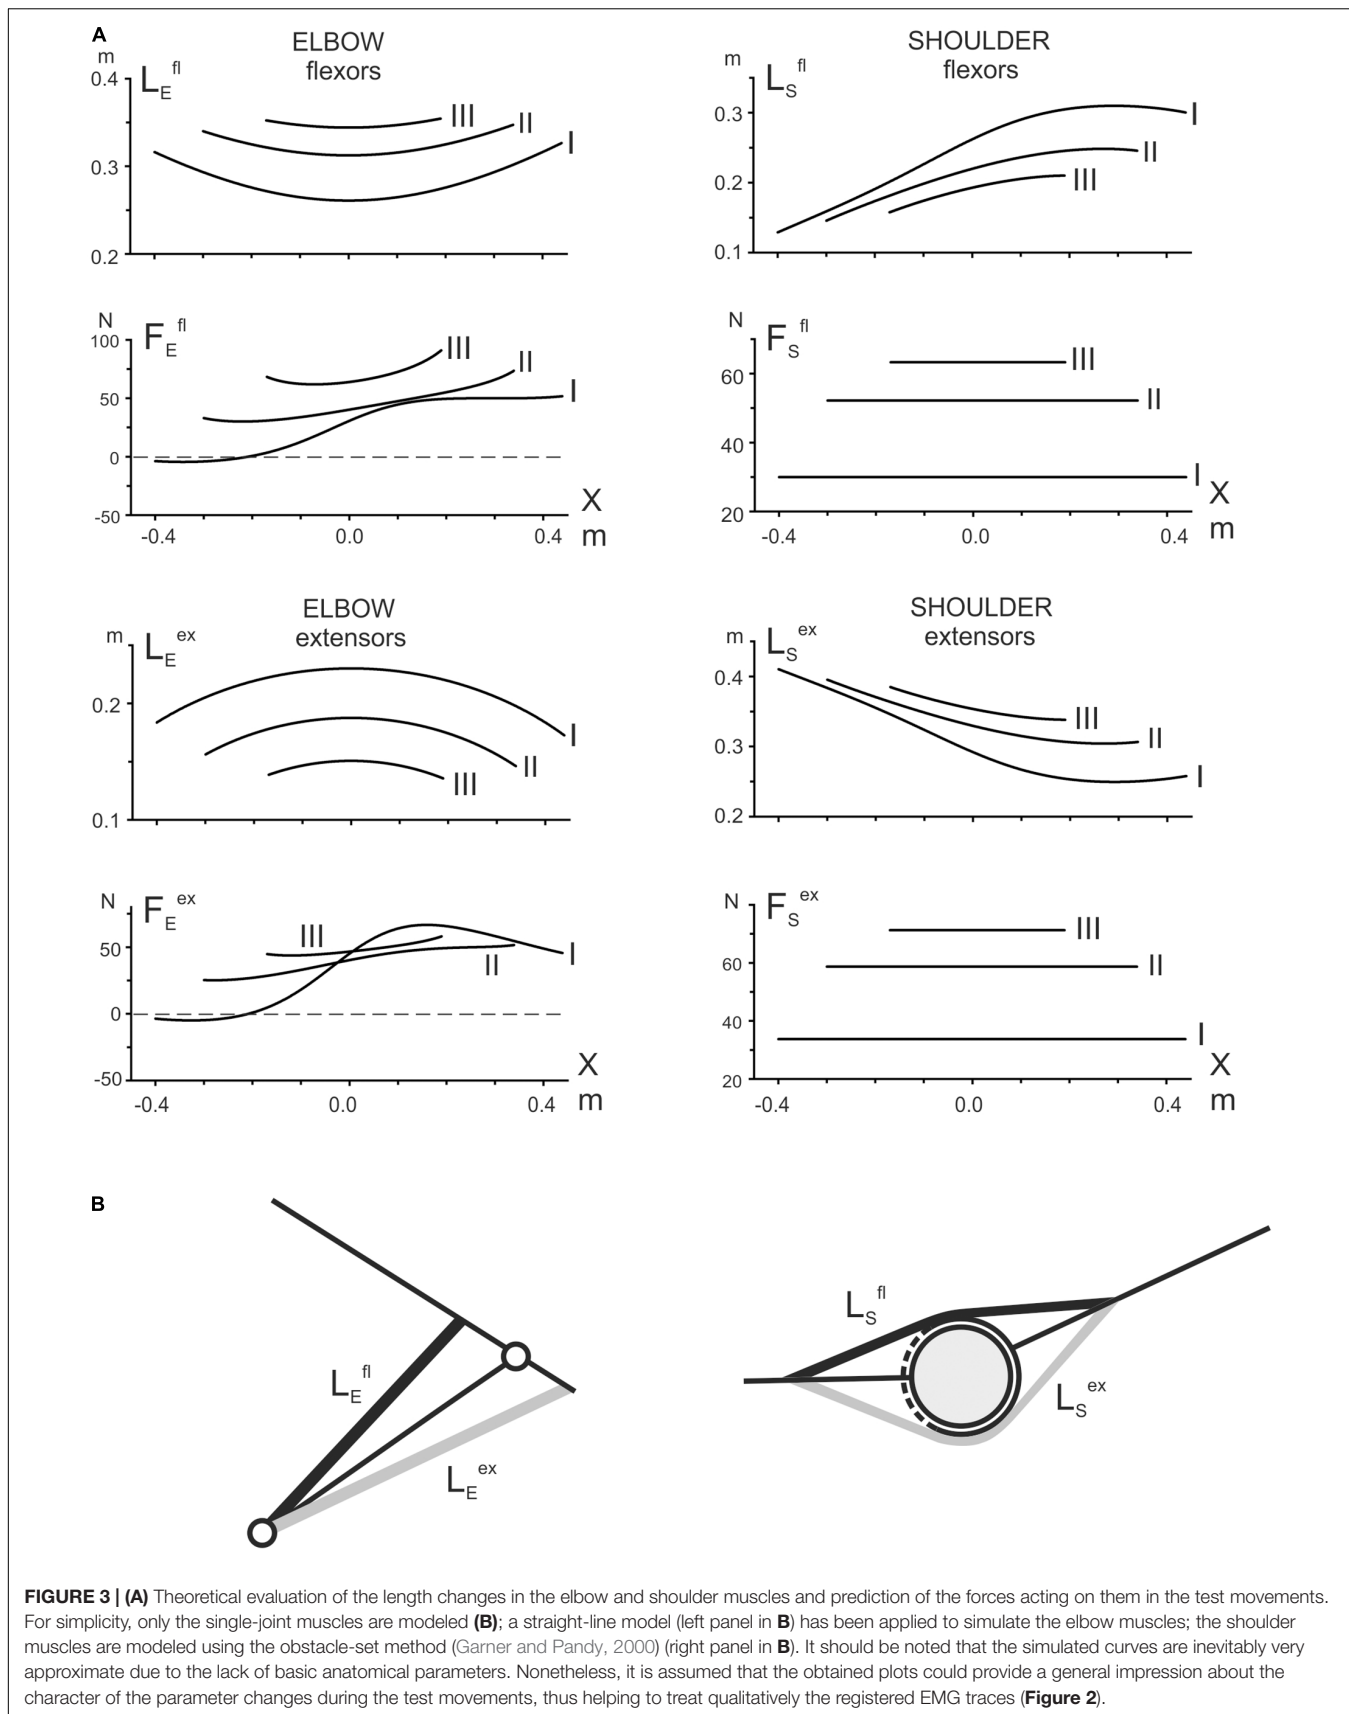 A
ELBOW
flexors
m
L_E^fl
0.4
0.3
0.2
III
II
I
SHOULDER
flexors
m
L_S^fl
0.3
0.2
0.1
I
II
III
N
F_E^fl
100
50
0
-50
III
II
I
X
m
-0.4
0.0
0.4
N
F_S^fl
60
40
20
III
II
I
X
m
-0.4
0.0
0.4
ELBOW
extensors
m
L_E^ex
0.2
0.1
I
II
III
SHOULDER
extensors
m
L_S^ex
0.4
0.3
0.2
III
II
I
N
F_E^ex
50
0
-50
III
II
I
X
m
-0.4
0.0
0.4
N
F_S^ex
60
40
20
III
II
I
X
m
-0.4
0.0
0.4
B
L_E^fl
L_E^ex
L_S^fl
L_S^ex
FIGURE 3 | (A) Theoretical evaluation of the length changes in the elbow and shoulder muscles and prediction of the forces acting on them in the test movements.
For simplicity, only the single-joint muscles are modeled (B); a straight-line model (left panel in B) has been applied to simulate the elbow muscles; the shoulder
muscles are modeled using the obstacle-set method (Garner and Pandy, 2000) (right panel in B). It should be noted that the simulated curves are inevitably very
approximate due to the lack of basic anatomical parameters. Nonetheless, it is assumed that the obtained plots could provide a general impression about the
character of the parameter changes during the test movements, thus helping to treat qualitatively the registered EMG traces (Figure 2).